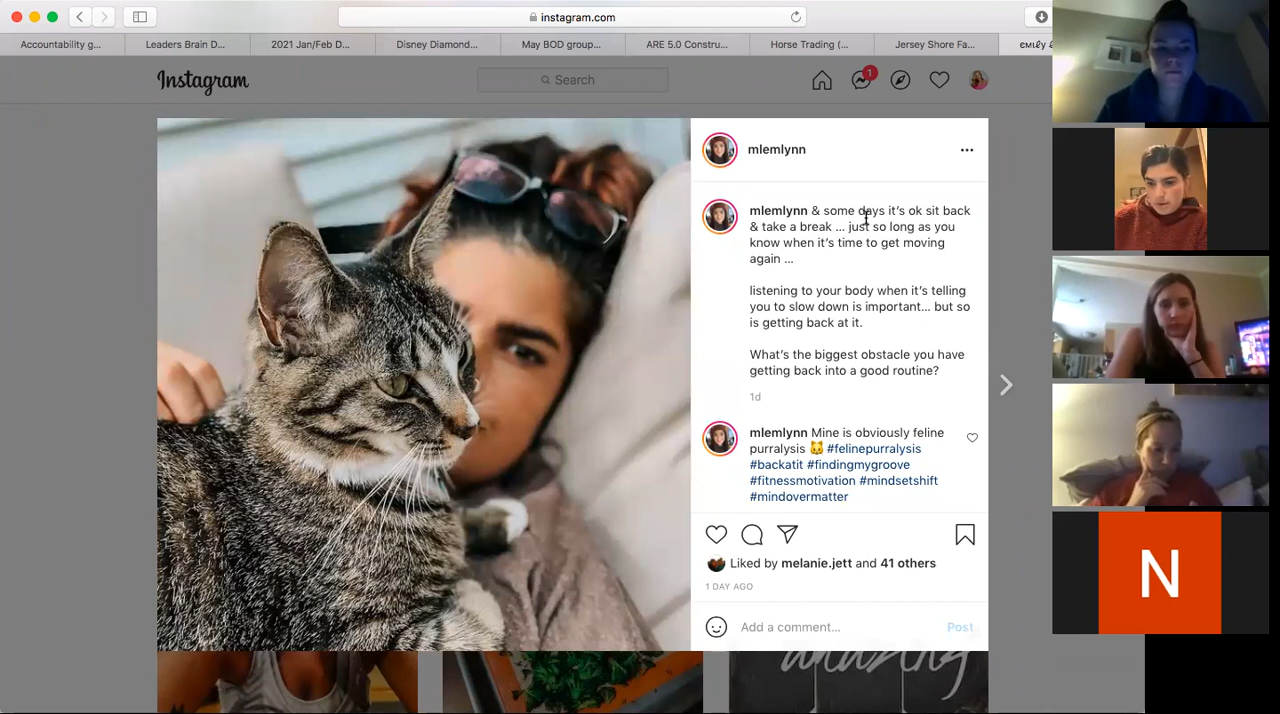 instagram.com
Accountability g...
Leaders Brain D...
2021 Jan/Feb D...
Disney Diamond...
May BOD group...
ARE 5.0 Constru...
Horse Trading (...
Jersey Shore Fa...
Instagram
Search
1
mlemlynn
mlemlynn & some days it's ok sit back
& take a break ... just so long as you
know when it's time to get moving
again ...
listening to your body when it's telling
you to slow down is important... but so
is getting back at it.
What's the biggest obstacle you have
getting back into a good routine?
1d
mlemlynn Mine is obviously feline
purralysis 🐱 #felinepurralysis
#backatit #findingmygroove
#fitnessmotivation #mindsetshift
#mindovermatter
Liked by melanie.jett and 41 others
1 DAY AGO
Add a comment...
Post
amazing
N